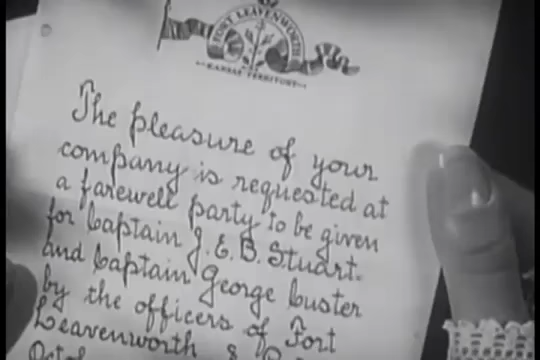 FORT LEAVENWORTH
KANSAS TERRITORY
The pleasure of your
company is requested at
a farewell party to be given
for Captain J. E. B. Stuart
and Captain George Custer
by the officers of Fort
Leavenworth 8